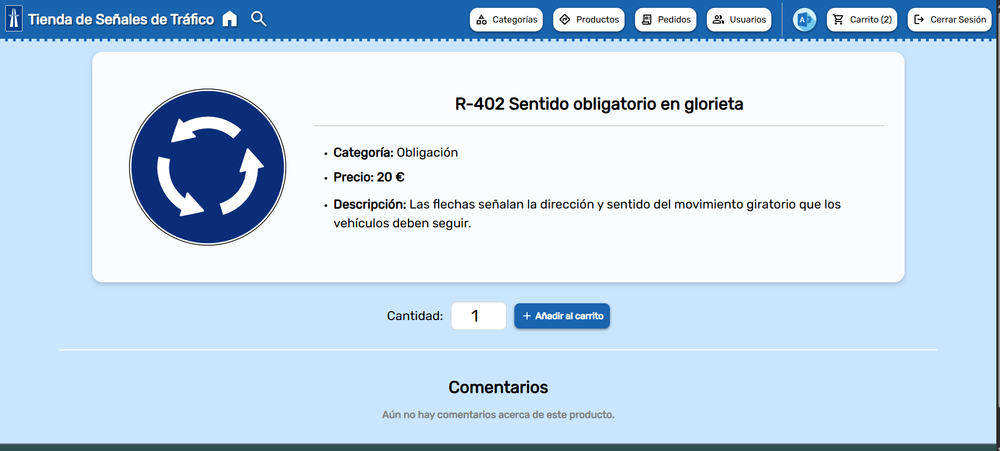 Tienda de Señales de Tráfico
Categorías
Productos
Pedidos
Usuarios
A
Carrito (2)
Cerrar Sesión
R-402 Sentido obligatorio en glorieta
• Categoría: Obligación
• Precio: 20 €
• Descripción: Las flechas señalan la dirección y sentido del movimiento giratorio que los
vehículos deben seguir.
Cantidad: 1
+ Añadir al carrito
Comentarios
Aún no hay comentarios acerca de este producto.